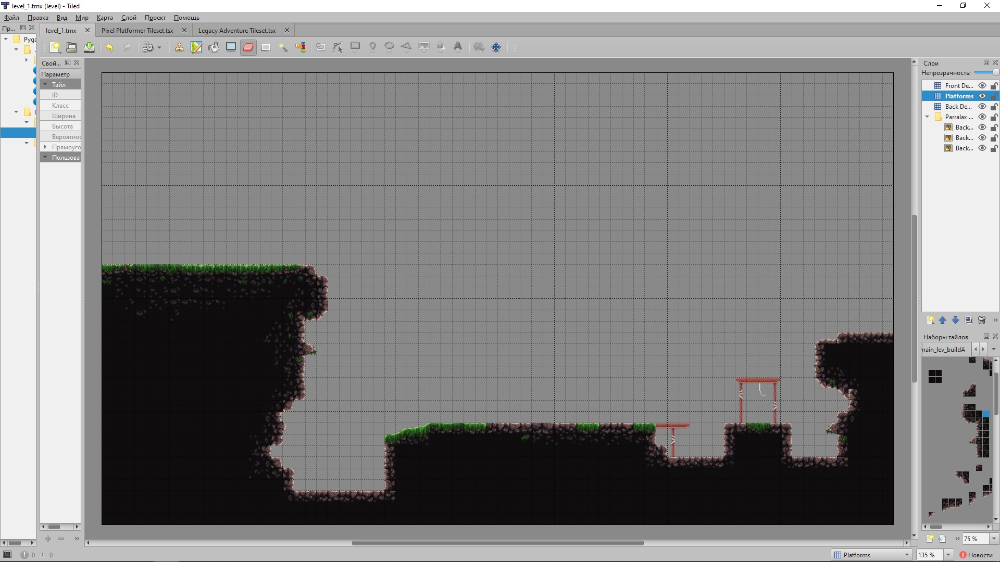 level_1.tmx (level) - Tiled
Файл Правка Вид Мир Карта Слой Проект Помощь
Пр...
level_1.tmx Pixel Platformer Tileset.tsx Legacy Adventure Tileset.tsx
Pyga
Свой...
Параметр
Тайл
ID
Класс
Ширина
Высота
Вероятнос
Прямоуго
Пользоват
Слои
Непрозрачность:
Front De...
Platforms
Back De...
Parralax ...
Back...
Back...
Back...
Наборы тайлов
main_lev_buildA
75 %
0 0
Platforms 135 % Новости